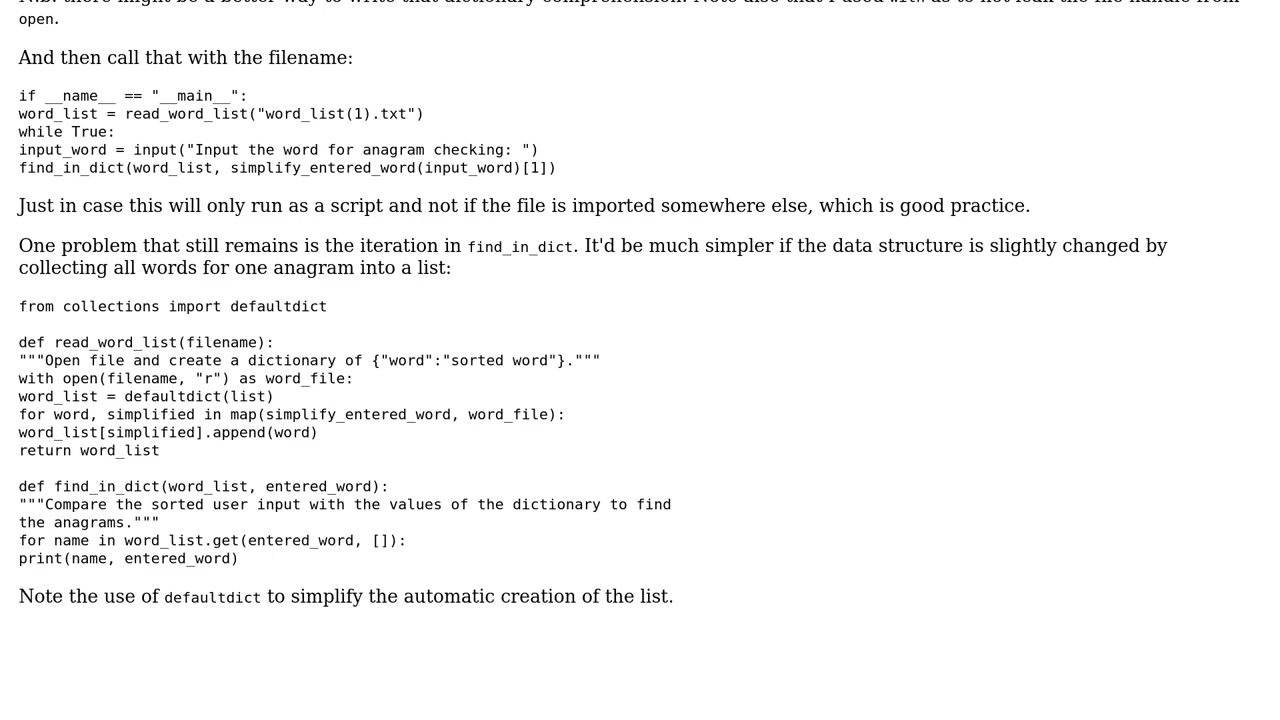 open.
And then call that with the filename:
if __name__ == "__main__":
word_list = read_word_list("word_list(1).txt")
while True:
input_word = input("Input the word for anagram checking: ")
find_in_dict(word_list, simplify_entered_word(input_word)[1])
Just in case this will only run as a script and not if the file is imported somewhere else, which is good practice.
One problem that still remains is the iteration in find_in_dict. It'd be much simpler if the data structure is slightly changed by
collecting all words for one anagram into a list:
from collections import defaultdict
def read_word_list(filename):
"""Open file and create a dictionary of {"word":"sorted word"}."""
with open(filename, "r") as word_file:
word_list = defaultdict(list)
for word, simplified in map(simplify_entered_word, word_file):
word_list[simplified].append(word)
return word_list
def find_in_dict(word_list, entered_word):
"""Compare the sorted user input with the values of the dictionary to find
the anagrams."""
for name in word_list.get(entered_word, []):
print(name, entered_word)
Note the use of defaultdict to simplify the automatic creation of the list.